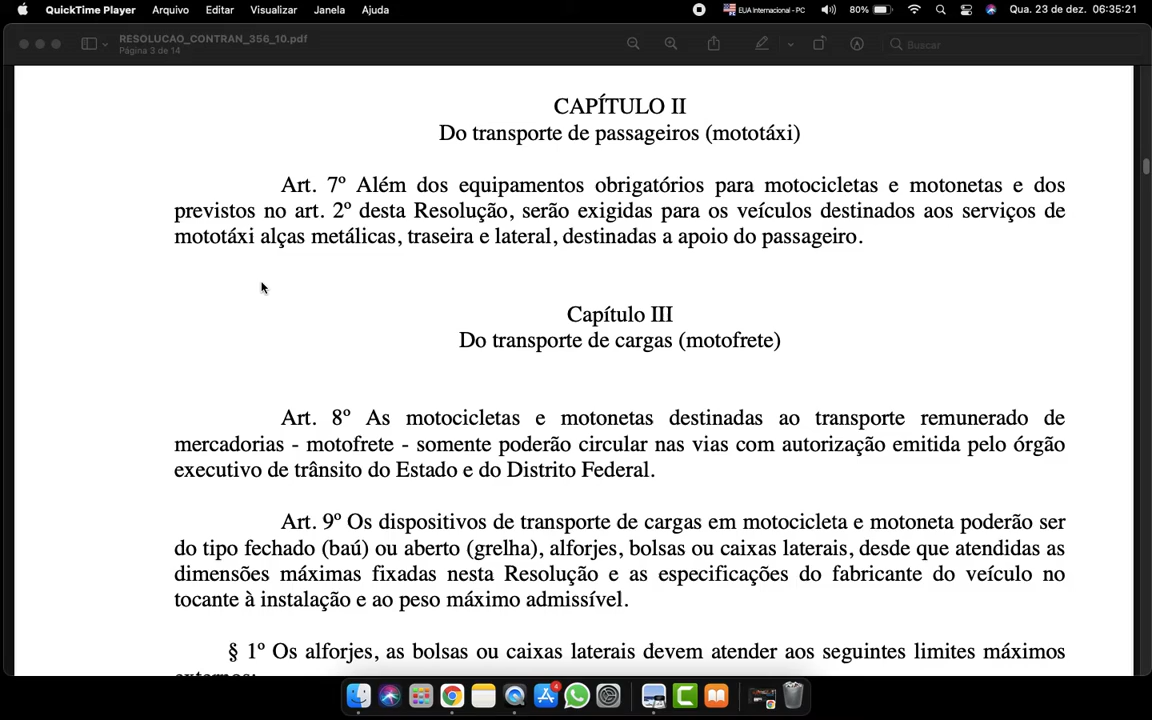 QuickTime Player Arquivo Editar Visualizar Janela Ajuda EUA Internacional - PC 80% Qua. 23 de dez. 06:35:21
RESOLUCAO_CONTRAN_356_10.pdf
Página 3 de 14
Buscar
CAPÍTULO II
Do transporte de passageiros (mototáxi)
Art. 7º Além dos equipamentos obrigatórios para motocicletas e motonetas e dos
previstos no art. 2º desta Resolução, serão exigidas para os veículos destinados aos serviços de
mototáxi alças metálicas, traseira e lateral, destinadas a apoio do passageiro.
Capítulo III
Do transporte de cargas (motofrete)
Art. 8º As motocicletas e motonetas destinadas ao transporte remunerado de
mercadorias - motofrete - somente poderão circular nas vias com autorização emitida pelo órgão
executivo de trânsito do Estado e do Distrito Federal.
Art. 9º Os dispositivos de transporte de cargas em motocicleta e motoneta poderão ser
do tipo fechado (baú) ou aberto (grelha), alforjes, bolsas ou caixas laterais, desde que atendidas as
dimensões máximas fixadas nesta Resolução e as especificações do fabricante do veículo no
tocante à instalação e ao peso máximo admissível.
§ 1º Os alforjes, as bolsas ou caixas laterais devem atender aos seguintes limites máximos
externos:
4